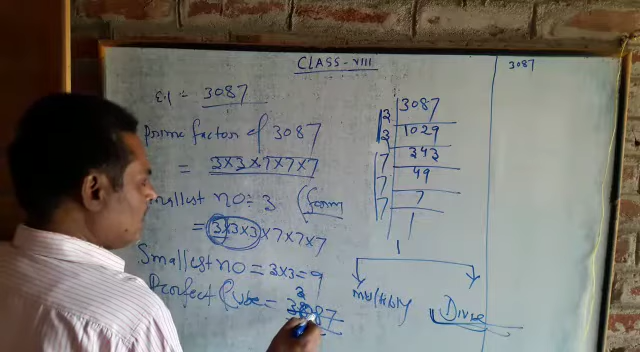 CLASS-VIII
3087
3087
Prime factor of 3087
= 3×3×7×7×7
smallest no = 3 (form
= 3×3×3×7×7×7
Smallest no = 3×3 = 9
Perfect Cube = 3087
3 3087
3 1029
7 343
7 49
7 7
1
1
multiply
Divide